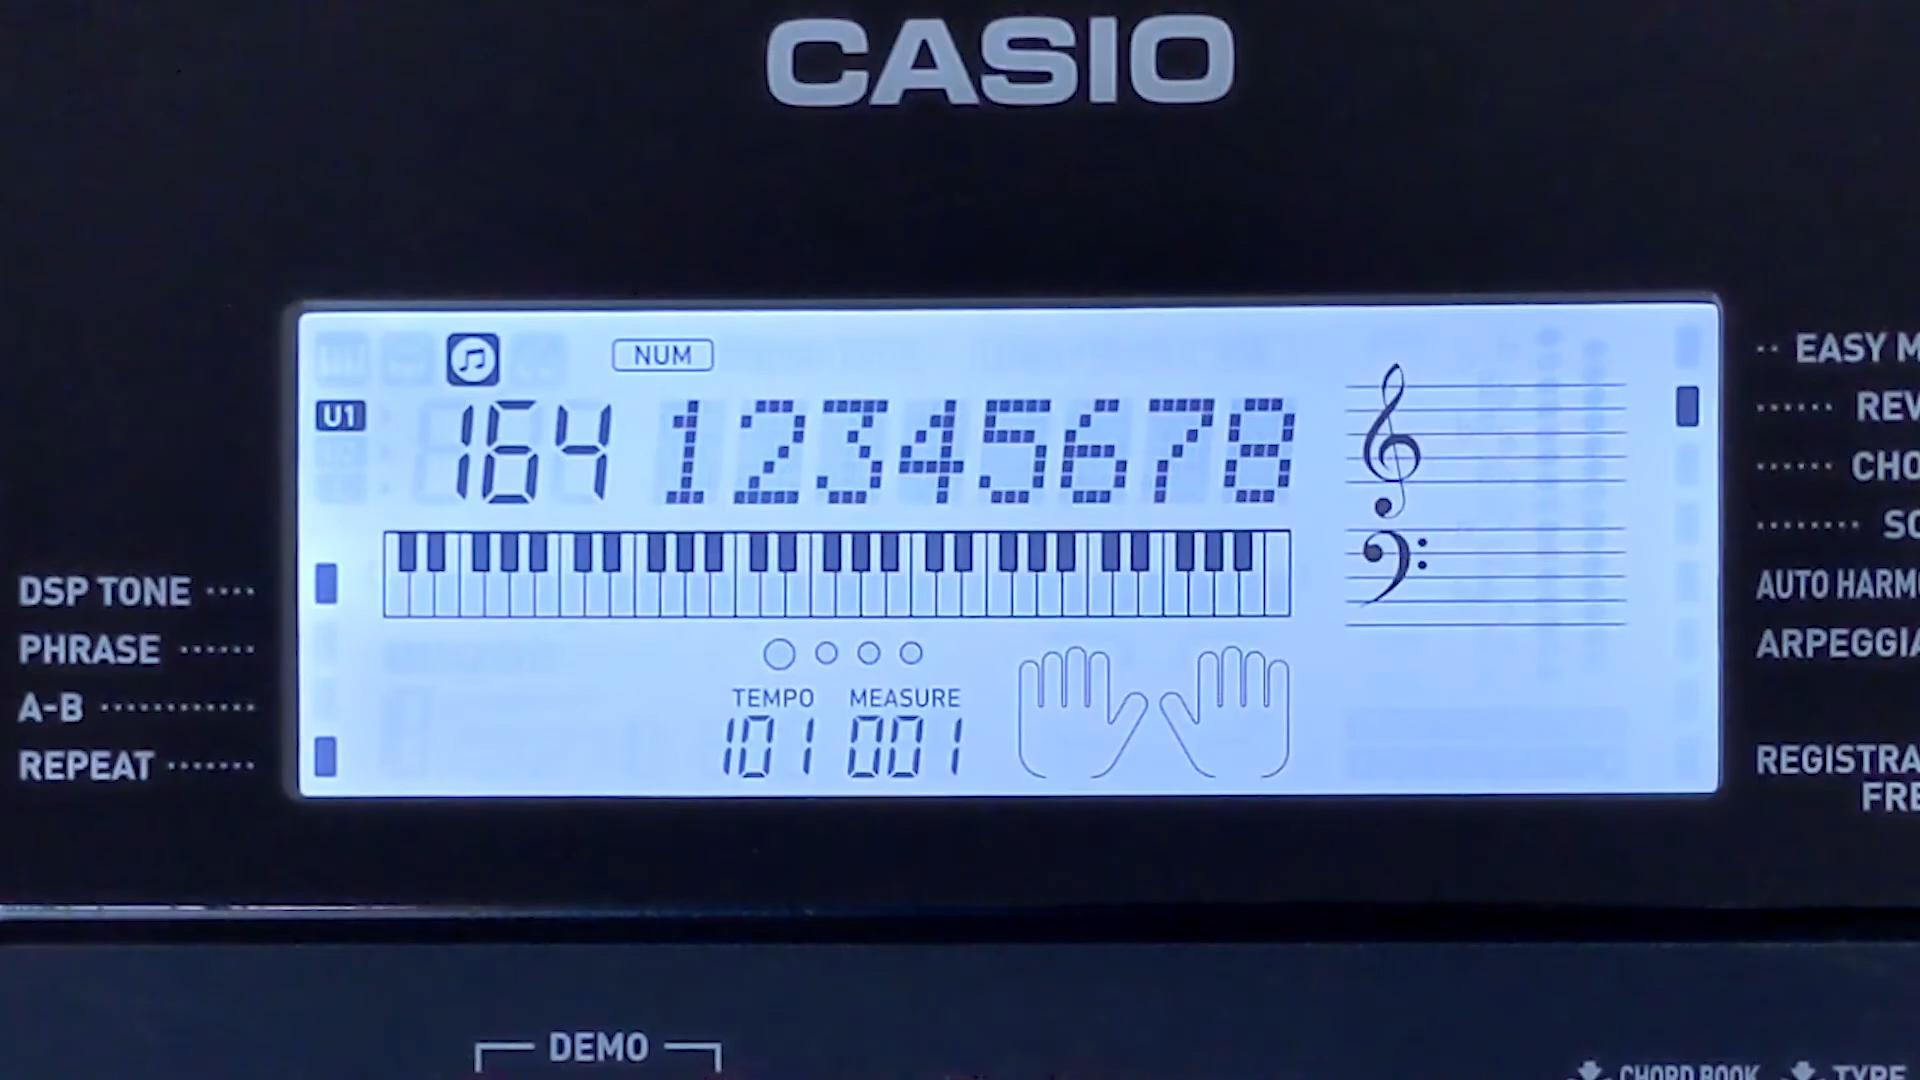 CASIO
NUM
U1
164 12345678
EASY M
REV
CHO
SO
AUTO HARMO
ARPEGGIA
REGISTRA
FRE
DSP TONE
PHRASE
A-B
REPEAT
TEMPO MEASURE
101 001
DEMO
CHORD BOOK TYPE